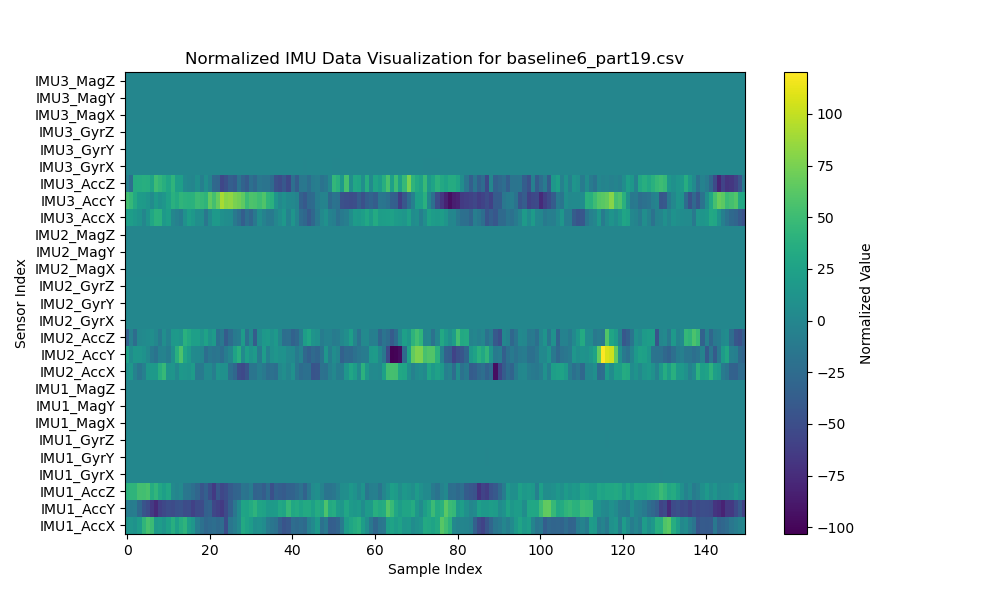 Normalized IMU Data Visualization for baseline6_part19.csv
IMU3_MagZ
IMU3_MagY
IMU3_MagX
IMU3_GyrZ
IMU3_GyrY
IMU3_GyrX
IMU3_AccZ
IMU3_AccY
IMU3_AccX
IMU2_MagZ
IMU2_MagY
IMU2_MagX
IMU2_GyrZ
IMU2_GyrY
IMU2_GyrX
IMU2_AccZ
IMU2_AccY
IMU2_AccX
IMU1_MagZ
IMU1_MagY
IMU1_MagX
IMU1_GyrZ
IMU1_GyrY
IMU1_GyrX
IMU1_AccZ
IMU1_AccY
IMU1_AccX
Sensor Index
0 20 40 60 80 100 120 140
Sample Index
100
75
50
25
0
−25
−50
−75
−100
Normalized Value